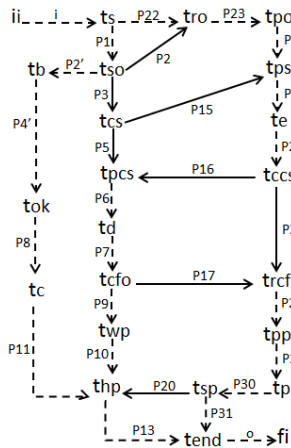 ii i ts P22 tro P23 tpo
P1 P2 P
tb P2' tso tps
P4' P3 P15 P
tcs te
P5 P2
tpcs P16 tccs
tok P6
td P
P8 P7
tc tcfo P17 trcf
P9 P2
twp tpp
P11 P10 P
thp P20 tsp P30 tp
P13 P31
tend o fi